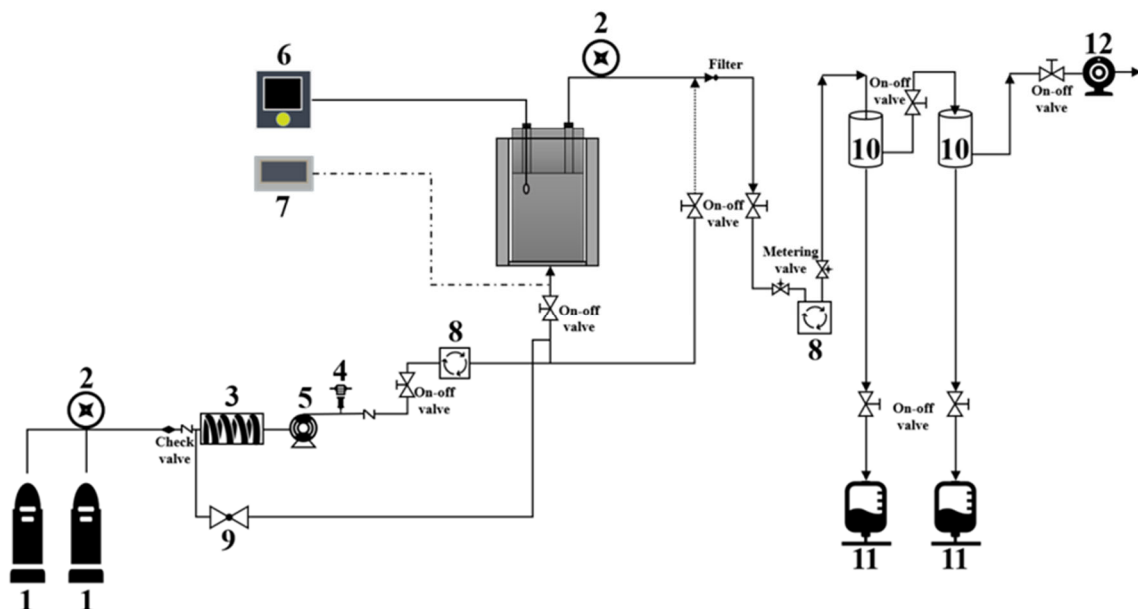 2
12
6
Filter
On-off
valve
On-off
valve
10
10
7
On-off
valve
Metering
valve
On-off
valve
8
8
4
2
3
5
On-off
valve
Check
valve
On-off
valve
9
11
11
1
1